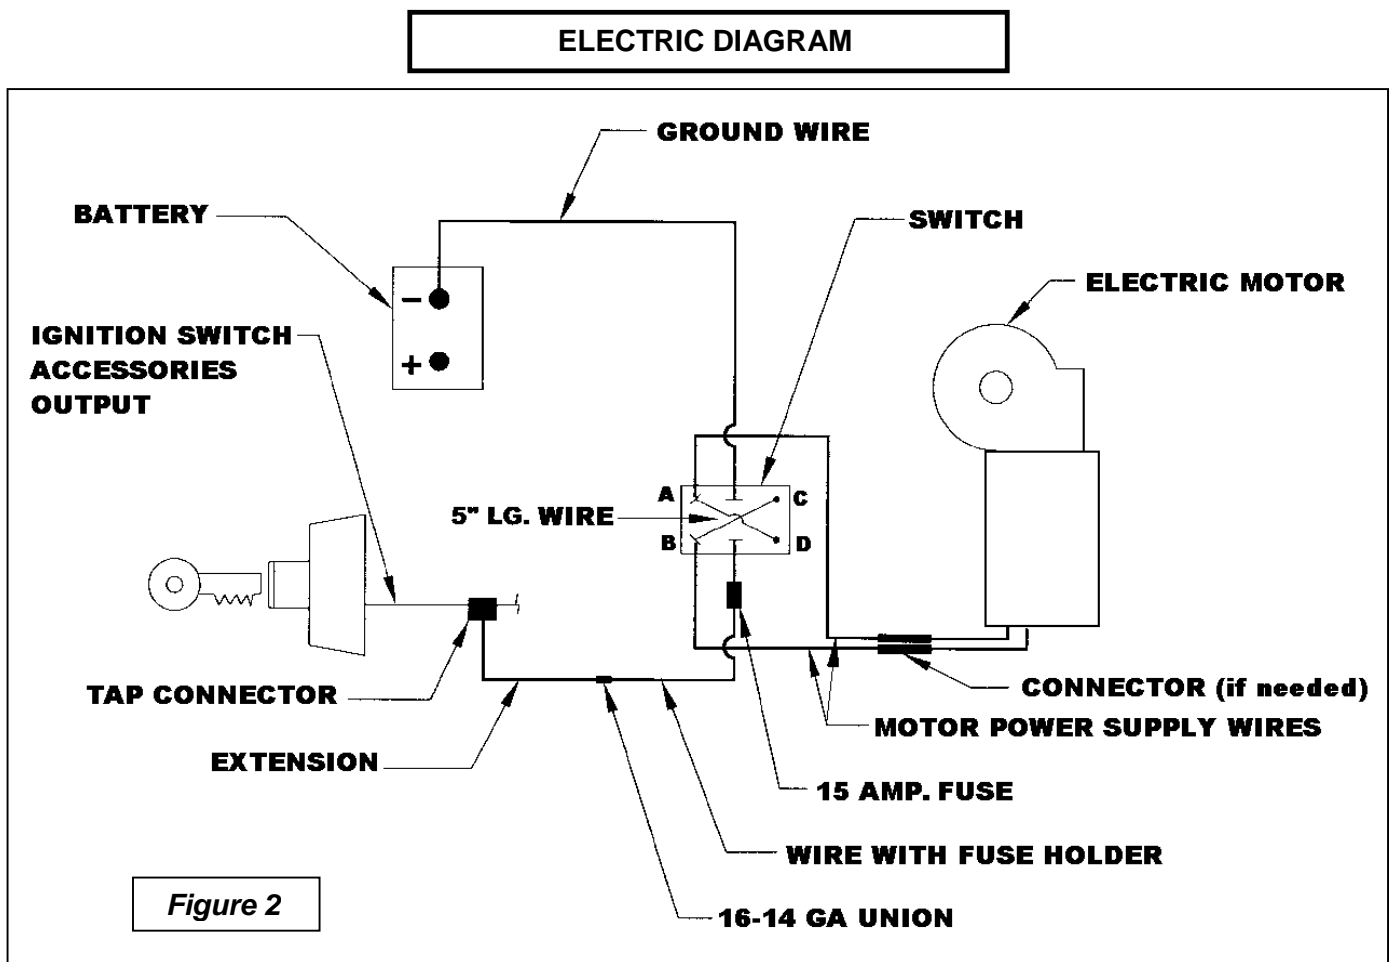 ELECTRIC DIAGRAM
GROUND WIRE
BATTERY
SWITCH
ELECTRIC MOTOR
−
+
IGNITION SWITCH
ACCESSORIES
OUTPUT
A
C
5" LG. WIRE
B
D
TAP CONNECTOR
CONNECTOR (if needed)
MOTOR POWER SUPPLY WIRES
EXTENSION
15 AMP. FUSE
WIRE WITH FUSE HOLDER
Figure 2
16-14 GA UNION